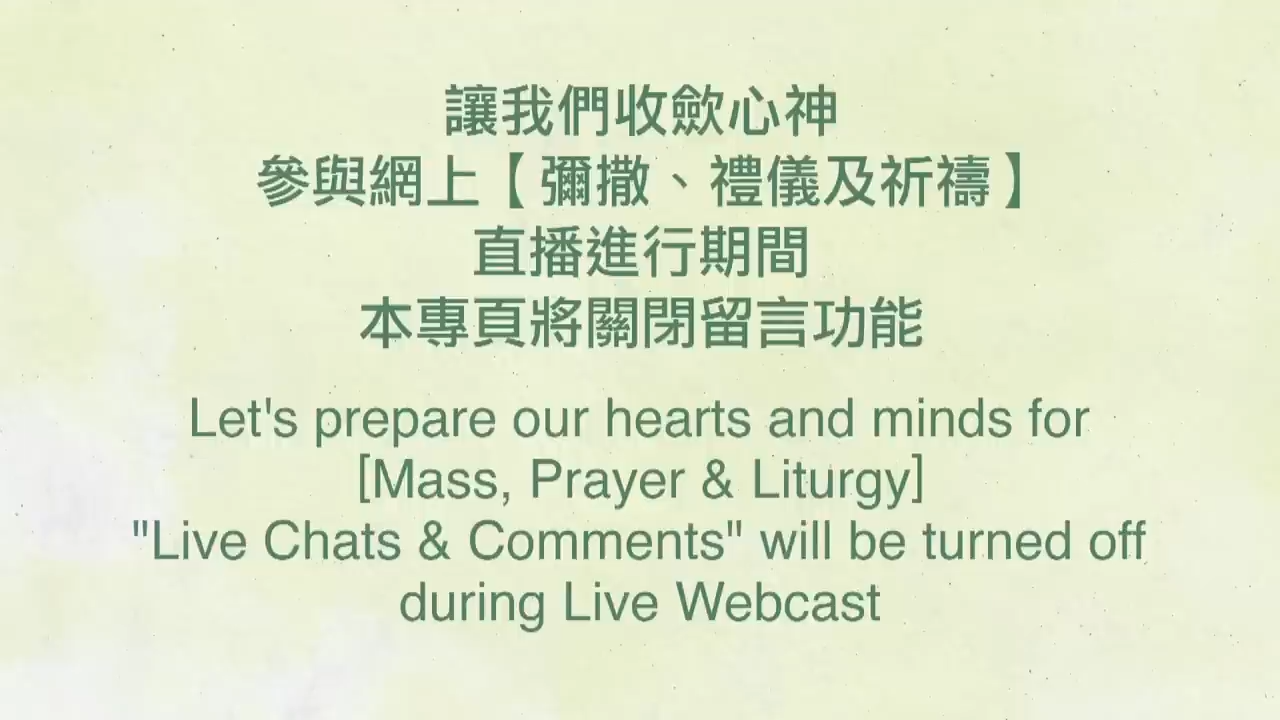 讓我們收斂心神
參與網上【彌撒、禮儀及祈禱】
直播進行期間
本專頁將關閉留言功能
Let's prepare our hearts and minds for
[Mass, Prayer & Liturgy]
"Live Chats & Comments" will be turned off
during Live Webcast